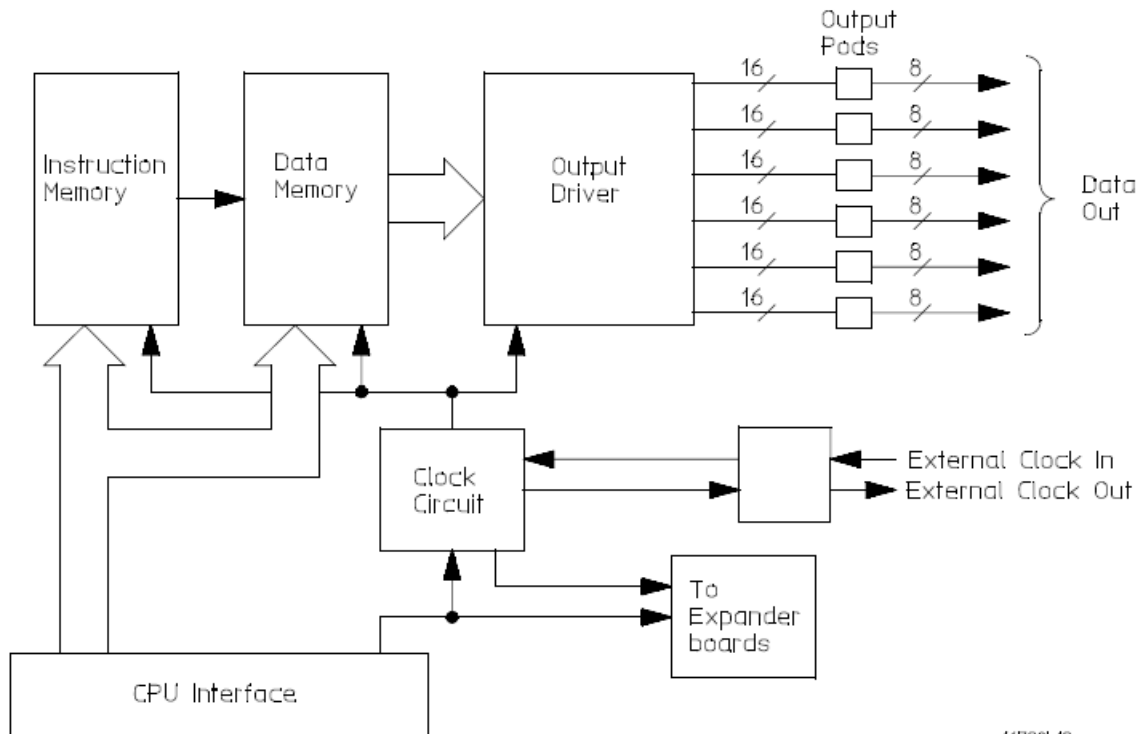 Output
Pods
16
8
16
8
16
8
16
8
16
8
16
8
Instruction
Memory
Data
Memory
Output
Driver
Data
Out
Clock
Circuit
External Clock In
External Clock Out
To
Expander
boards
CPU Interface